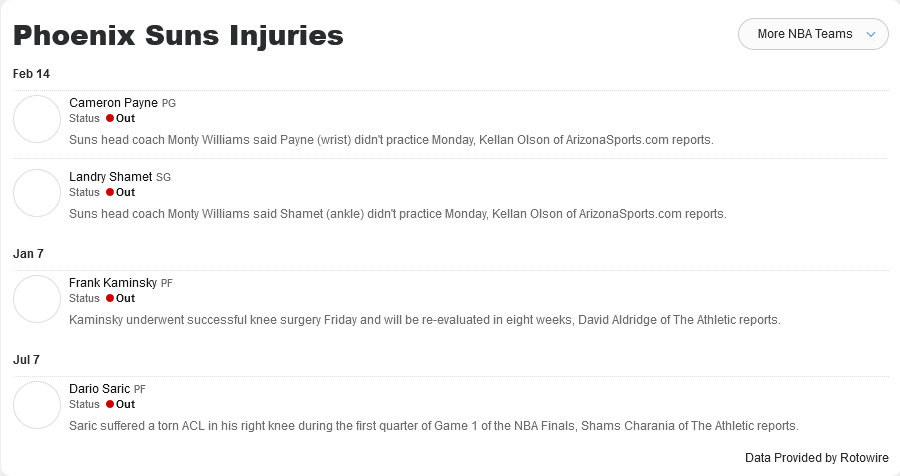 Phoenix Suns Injuries
More NBA Teams
Feb 14
Cameron Payne PG
Status Out
Suns head coach Monty Williams said Payne (wrist) didn't practice Monday, Kellan Olson of ArizonaSports.com reports.
Landry Shamet SG
Status Out
Suns head coach Monty Williams said Shamet (ankle) didn't practice Monday, Kellan Olson of ArizonaSports.com reports.
Jan 7
Frank Kaminsky PF
Status Out
Kaminsky underwent successful knee surgery Friday and will be re-evaluated in eight weeks, David Aldridge of The Athletic reports.
Jul 7
Dario Saric PF
Status Out
Saric suffered a torn ACL in his right knee during the first quarter of Game 1 of the NBA Finals, Shams Charania of The Athletic reports.
Data Provided by Rotowire